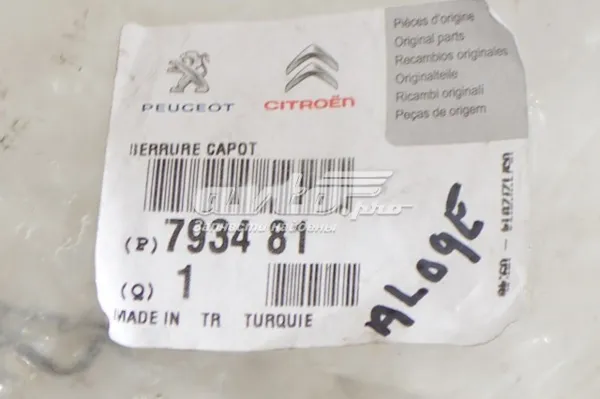 PEUGEOT
CITROËN
Pièces d'origine
Original parts
Recambios originales
Originalteile
Ricambi originali
Peças de origem
SERRURE CAPOT
(P) 7934 81
(Q) 1
MADE IN TR TURQUIE
AL09E